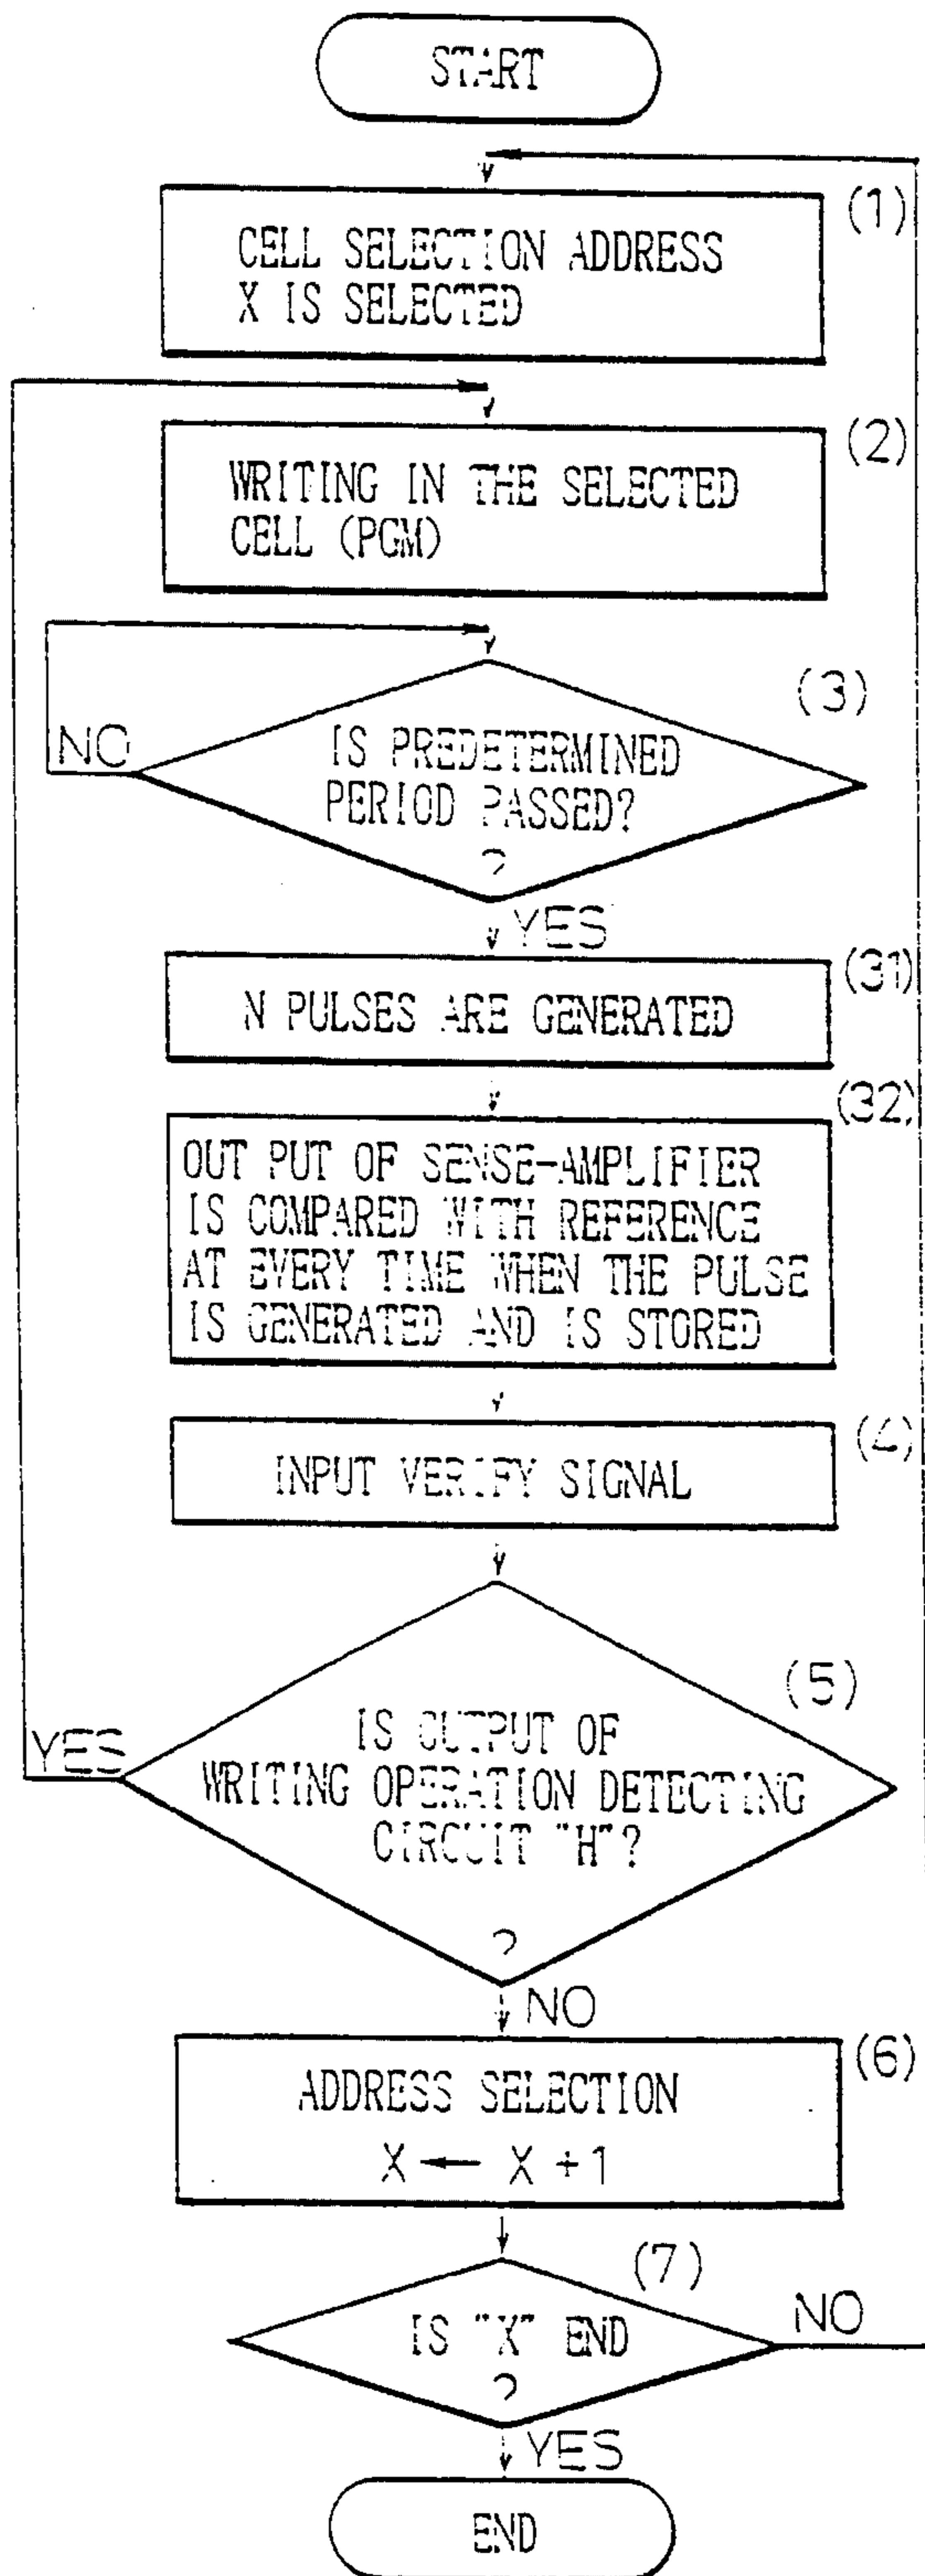 START
(1)
CELL SELECTION ADDRESS
X IS SELECTED
(2)
WRITING IN THE SELECTED
CELL (PGM)
(3)
NO
IS PREDETERMINED
PERIOD PASSED?
?
YES
(31)
N PULSES ARE GENERATED
(32)
OUT PUT OF SENSE-AMPLIFIER
IS COMPARED WITH REFERENCE
AT EVERY TIME WHEN THE PULSE
IS GENERATED AND IS STORED
(4)
INPUT VERIFY SIGNAL
(5)
YES
IS OUTPUT OF
WRITING OPERATION DETECTING
CIRCUIT "H"?
?
NO
(6)
ADDRESS SELECTION
X ← X + 1
(7)
IS "X" END
?
NO
YES
END